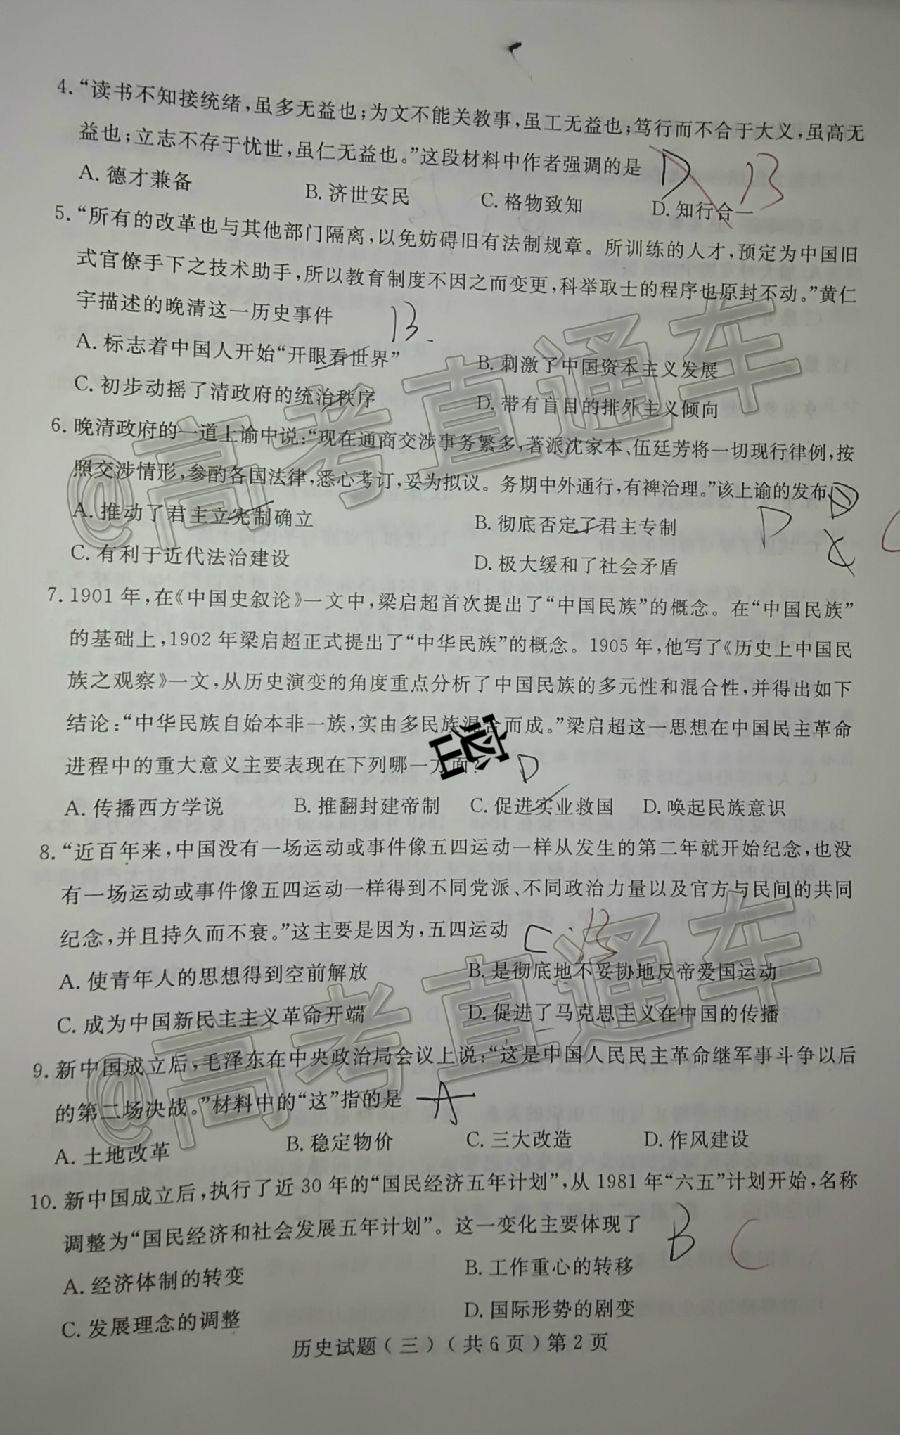 4. “读书不知接统绪，虽多无益也；为文不能关教事，虽工无益也；笃行而不合于大义，虽高无
益也；立志不存于忧世，虽仁无益也。”这段材料中作者强调的是 D B
A. 德才兼备 B. 济世安民 C. 格物致知 D. 知行合一
5. “所有的改革也与其他部门隔离，以免妨碍旧有法制规章。所训练的人才，预定为中国旧
式官僚手下之技术助手，所以教育制度不因之而变更，科举取士的程序也原封不动。”黄仁
宇描述的晚清这一历史事件 B
A. 标志着中国人开始“开眼看世界” B. 刺激了中国资本主义发展
C. 初步动摇了清政府的统治秩序 D. 带有盲目的排外主义倾向
6. 晚清政府的一道上谕中说：“现在通商交涉事务繁多，著派沈家本、伍廷芳将一切现行律例，按
照交涉情形，参酌各国法律，悉心考订，妥为拟议。务期中外通行，有裨治理。”该上谕的发布
A. 推动了君主立宪制确立 B. 彻底否定了君主专制 D
C. 有利于近代法治建设 D. 极大缓和了社会矛盾
7. 1901 年，在《中国史叙论》一文中，梁启超首次提出了“中国民族”的概念。在“中国民族”
的基础上，1902 年梁启超正式提出了“中华民族”的概念。1905 年，他写了《历史上中国民
族之观察》一文，从历史演变的角度重点分析了中国民族的多元性和混合性，并得出如下
结论：“中华民族自始本非一族，实由多民族混合而成。”梁启超这一思想在中国民主革命
进程中的重大意义主要表现在下列哪一方面？ D
密
A. 传播西方学说 B. 推翻封建帝制 C. 促进实业救国 D. 唤起民族意识
8. “近百年来，中国没有一场运动或事件像五四运动一样从发生的第二年就开始纪念，也没
有一场运动或事件像五四运动一样得到不同党派、不同政治力量以及官方与民间的共同
纪念，并且持久而不衰。”这主要是因为，五四运动 C B
A. 使青年人的思想得到空前解放 B. 是彻底地不妥协地反帝爱国运动
C. 成为中国新民主主义革命开端 D. 促进了马克思主义在中国的传播
9. 新中国成立后，毛泽东在中央政治局会议上说：“这是中国人民民主革命继军事斗争以后
的第二场决战。”材料中的“这”指的是 A
A. 土地改革 B. 稳定物价 C. 三大改造 D. 作风建设
10. 新中国成立后，执行了近 30 年的“国民经济五年计划”，从 1981 年“六五”计划开始，名称
调整为“国民经济和社会发展五年计划”。这一变化主要体现了 B C
A. 经济体制的转变 B. 工作重心的转移
C. 发展理念的调整 D. 国际形势的剧变
历史试题（三）（共 6 页）第 2 页
@高考直通车
@高考直通车